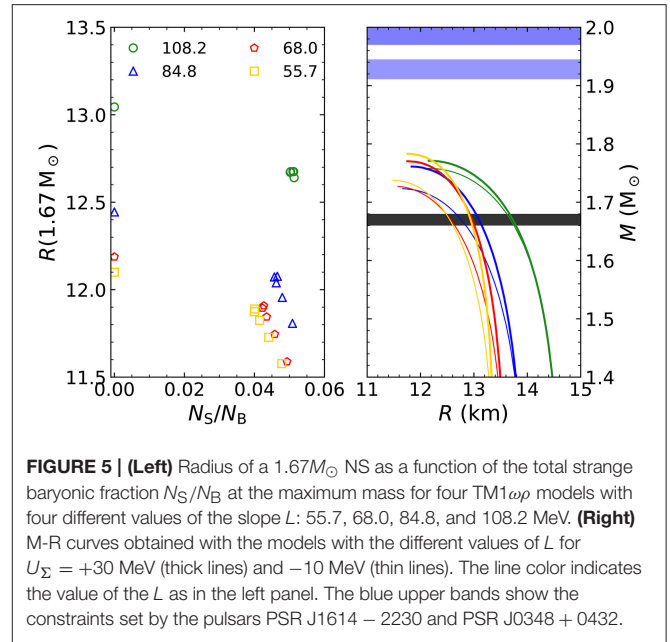 13.5
13.0
12.5
12.0
11.5
R(1.67 M⊙)
108.2
84.8
68.0
55.7
0.00 0.02 0.04 0.06
N_S/N_B
2.0
1.9
1.8
1.7
1.6
1.5
1.4
M (M⊙)
11 12 13 14 15
R (km)
FIGURE 5 | (Left) Radius of a 1.67M⊙ NS as a function of the total strange
baryonic fraction N_S/N_B at the maximum mass for four TM1ωρ models with
four different values of the slope L: 55.7, 68.0, 84.8, and 108.2 MeV. (Right)
M-R curves obtained with the models with the different values of L for
U_Σ = +30 MeV (thick lines) and −10 MeV (thin lines). The line color indicates
the value of the L as in the left panel. The blue upper bands show the
constraints set by the pulsars PSR J1614 − 2230 and PSR J0348 + 0432.